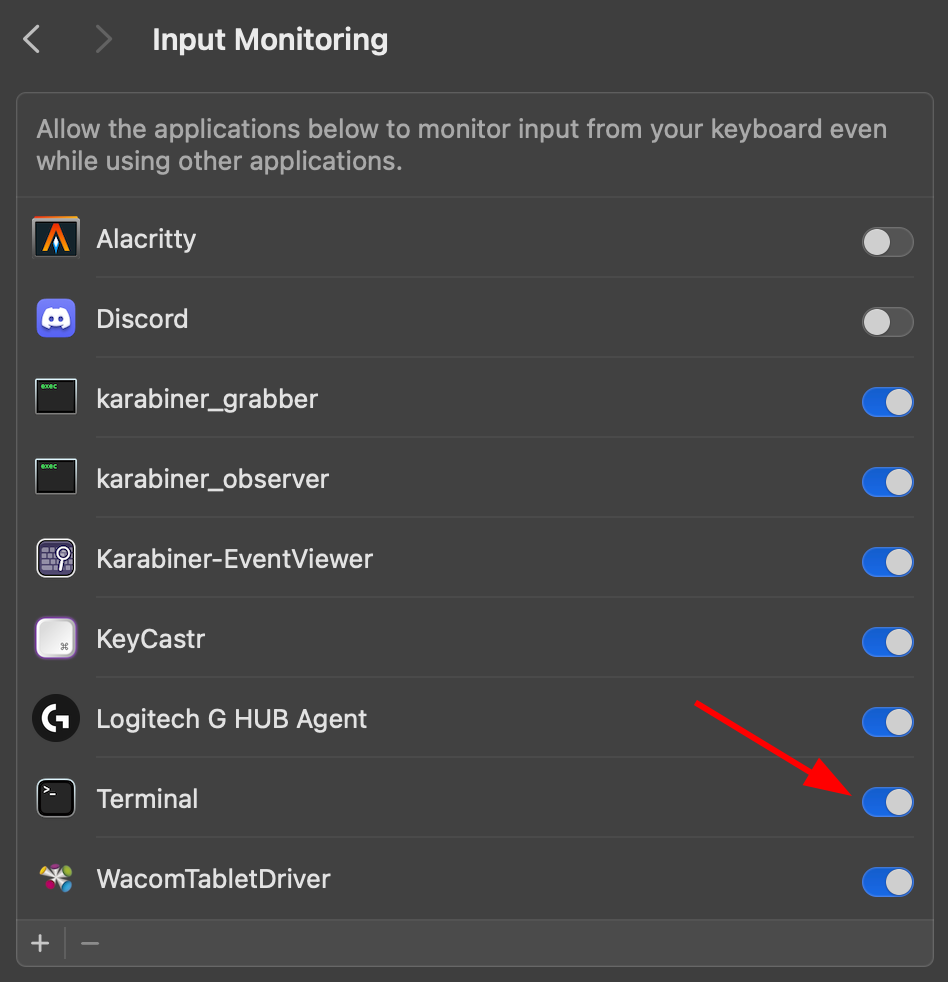 Input Monitoring
Allow the applications below to monitor input from your keyboard even
while using other applications.
Alacritty
Discord
exec
karabiner_grabber
exec
karabiner_observer
Karabiner-EventViewer
⌘
KeyCastr
Logitech G HUB Agent
>_
Terminal
WacomTabletDriver
+ −